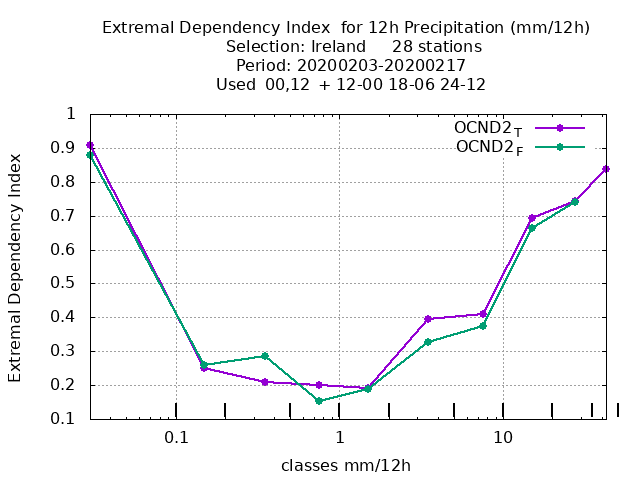 Extremal Dependency Index  for 12h Precipitation (mm/12h)
Selection: Ireland     28 stations
Period: 20200203-20200217
Used  00,12  + 12-00 18-06 24-12
OCND2T
OCND2F
Extremal Dependency Index
1
0.9
0.8
0.7
0.6
0.5
0.4
0.3
0.2
0.1
0.1 1 10
classes mm/12h